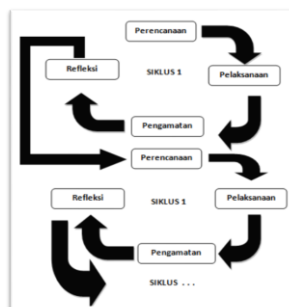 Perencanaan
Refleksi
SIKLUS 1
Pelaksanaan
Pengamatan
Perencanaan
Refleksi
SIKLUS 1
Pelaksanaan
Pengamatan
SIKLUS . . .